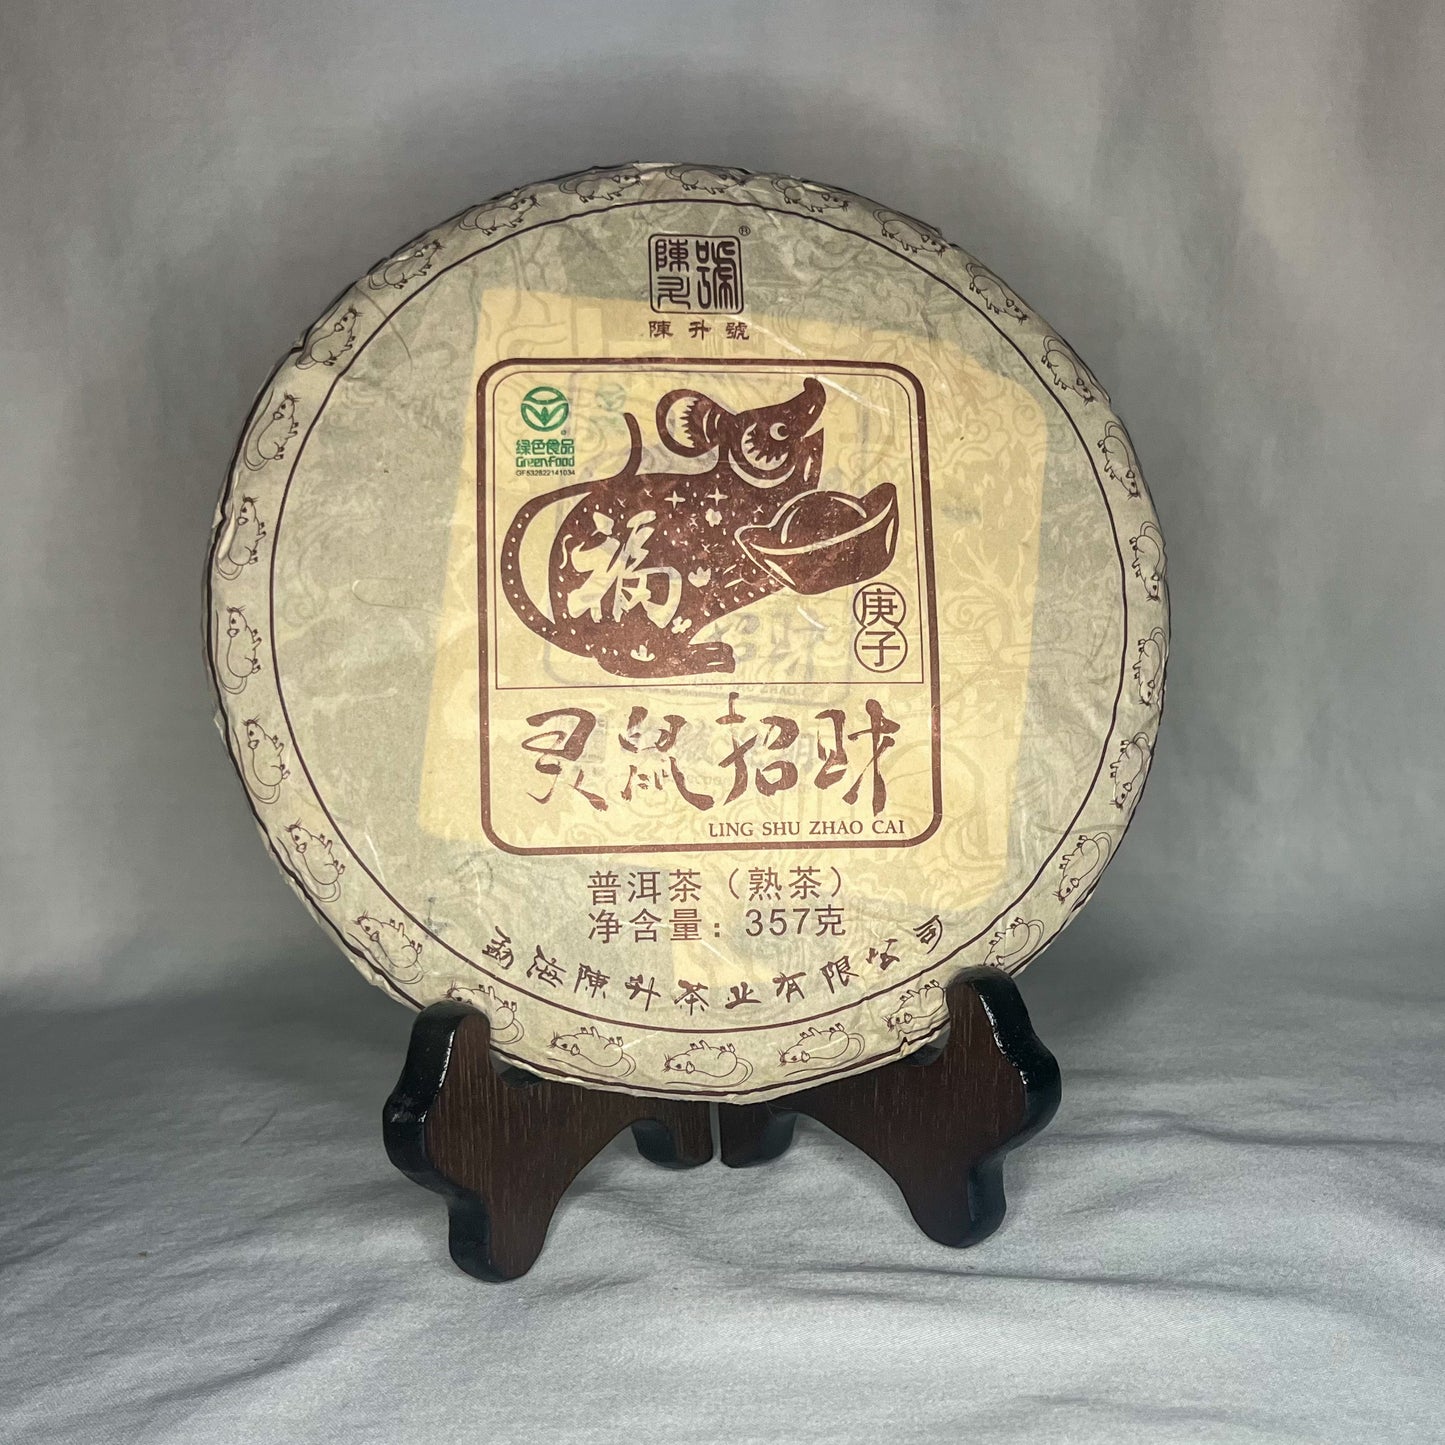 陳升號
®
陳升號
绿色食品
®
GreenFood
GF532822141034
福
庚子
灵鼠招财
LING SHU ZHAO CAI
普洱茶（熟茶）
净含量：357克
勐海陳升茶业有限公司